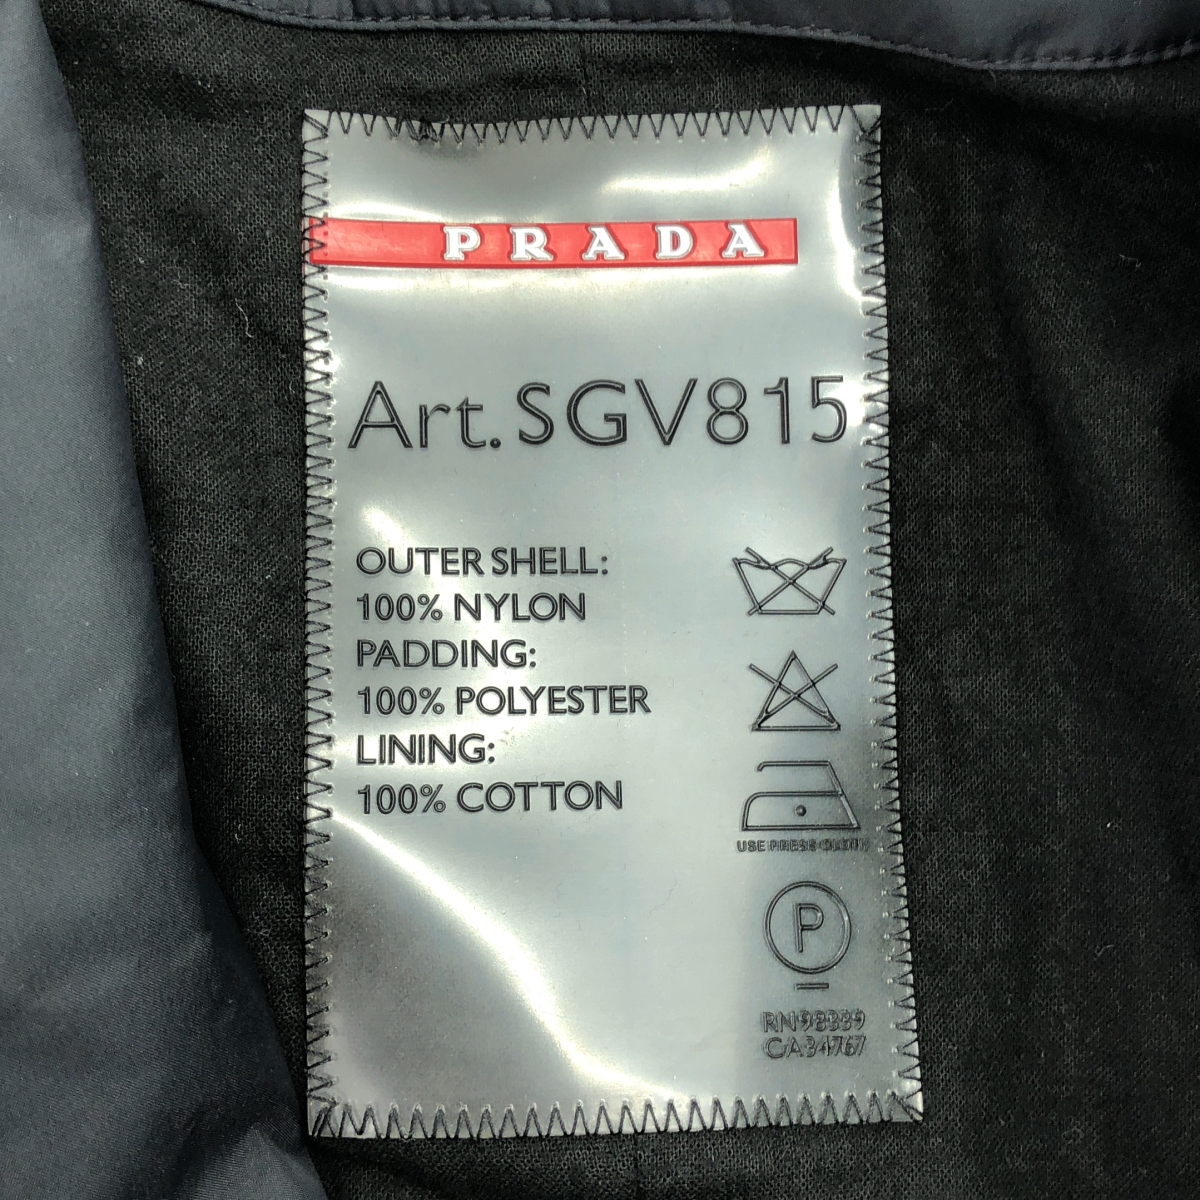 PRADA
Art. SGV815
OUTER SHELL:
100% NYLON
PADDING:
100% POLYESTER
LINING:
100% COTTON
USE PRESS CLOTH
P
RN98339
CA34767